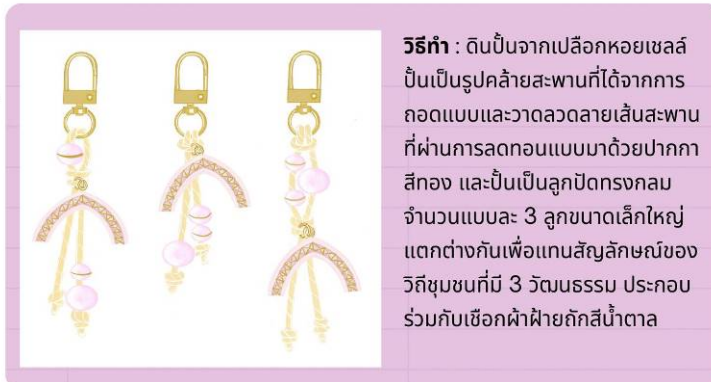 วิธีทำ : ดินปั้นจากเปลือกหอยเชลล์
ปั้นเป็นรูปคล้ายสะพานที่ได้จากการ
ถอดแบบและวาดลวดลายเส้นสะพาน
ที่ผ่านการลดทอนแบบมาด้วยปากกา
สีทอง และปั้นเป็นลูกปัดทรงกลม
จำนวนแบบละ 3 ลูกขนาดเล็กใหญ่
แตกต่างกันเพื่อแทนสัญลักษณ์ของ
วิถีชุมชนที่มี 3 วัฒนธรรม ประกอบ
ร่วมกับเชือกผ้าฝ้ายถักสีน้ำตาล